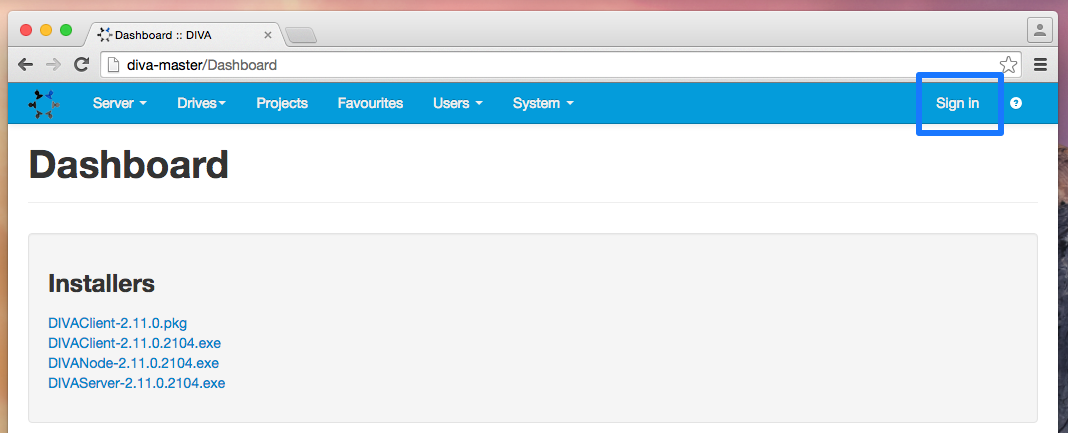 Dashboard :: DIVA
diva-master/Dashboard
Server Drives Projects Favourites Users System Sign in ?
Dashboard
Installers
DIVAClient-2.11.0.pkg
DIVAClient-2.11.0.2104.exe
DIVANode-2.11.0.2104.exe
DIVAServer-2.11.0.2104.exe